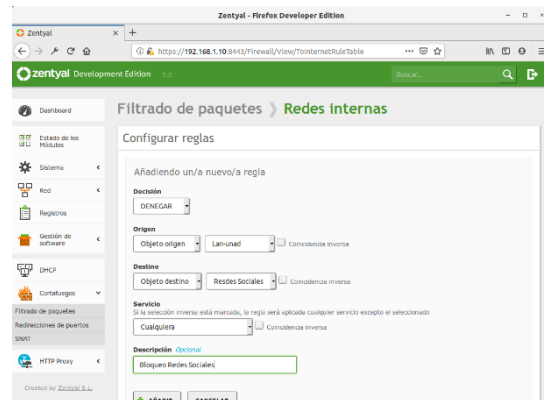 Zentyal - Firefox Developer Edition
Zentyal
https://192.168.1.10:8443/Firewall/View/ToInternetRuleTable
zentyal Development Edition
Buscar...
Dashboard
Estado de los Módulos
Sistema
Red
Registros
Gestión de software
DHCP
Cortafuegos
Filtrado de paquetes
Redirecciones de puertos
SNAT
HTTP Proxy
Created by Zentyal S.L.
Filtrado de paquetes Redes internas
Configurar reglas
Añadiendo un/a nuevo/a regla
Decisión
DENEGAR
Origen
Objeto origen Lan-unad Coincidencia inversa
Destino
Objeto destino Resdes Sociales Coincidencia inversa
Servicio
Si la selección inversa está marcada, la regla será aplicada cualquier servicio excepto el seleccionado
Cualquiera Coincidencia inversa
Descripción Opcional
Bloqueo Redes Sociales
AÑADIR CANCELAR